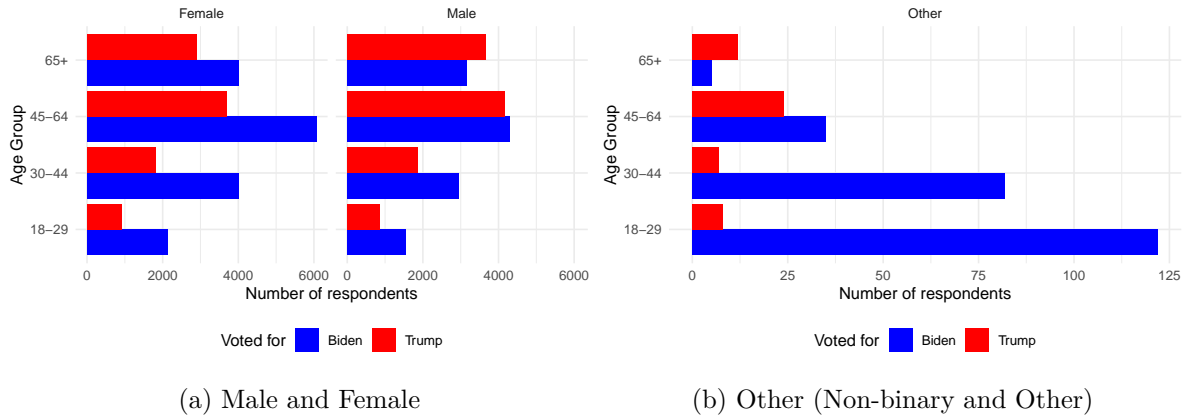 Female
Male
Age Group
65+
45−64
30−44
18−29
0
2000
4000
6000
0
2000
4000
6000
Number of respondents
Voted for
Biden
Trump
(a) Male and Female
Other
Age Group
65+
45−64
30−44
18−29
0
25
50
75
100
125
Number of respondents
Voted for
Biden
Trump
(b) Other (Non-binary and Other)